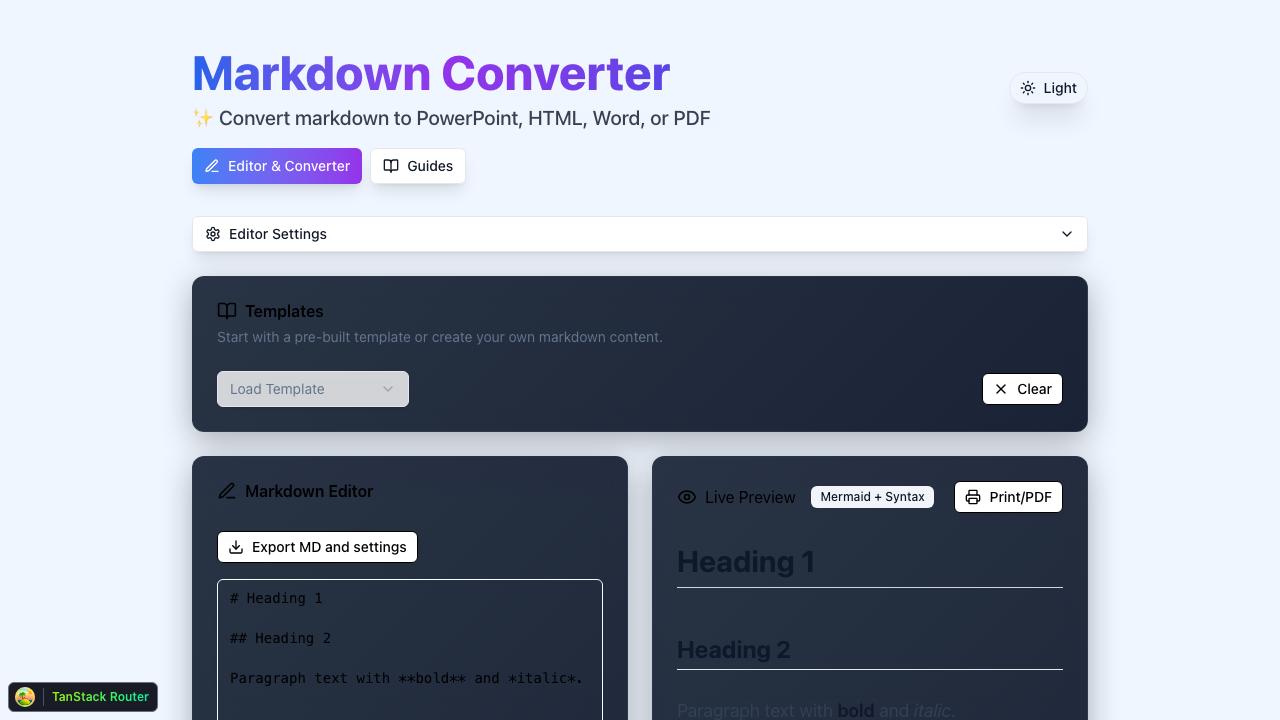 Markdown Converter
Light
✨ Convert markdown to PowerPoint, HTML, Word, or PDF
Editor & Converter
Guides
Editor Settings
Templates
Start with a pre-built template or create your own markdown content.
Load Template
Clear
Markdown Editor
Export MD and settings
# Heading 1
## Heading 2
Paragraph text with **bold** and *italic*.
Live Preview
Mermaid + Syntax
Print/PDF
Heading 1
Heading 2
Paragraph text with bold and italic.
TanStack Router